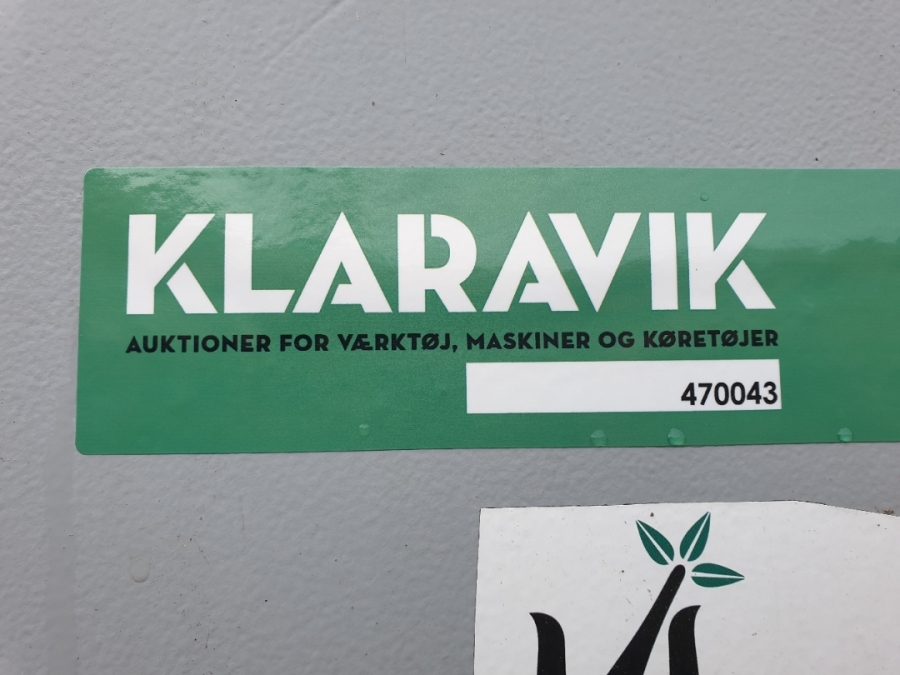 KLARAVIK
AUKTIONER FOR VÆRKTØJ, MASKINER OG KØRETØJER
470043